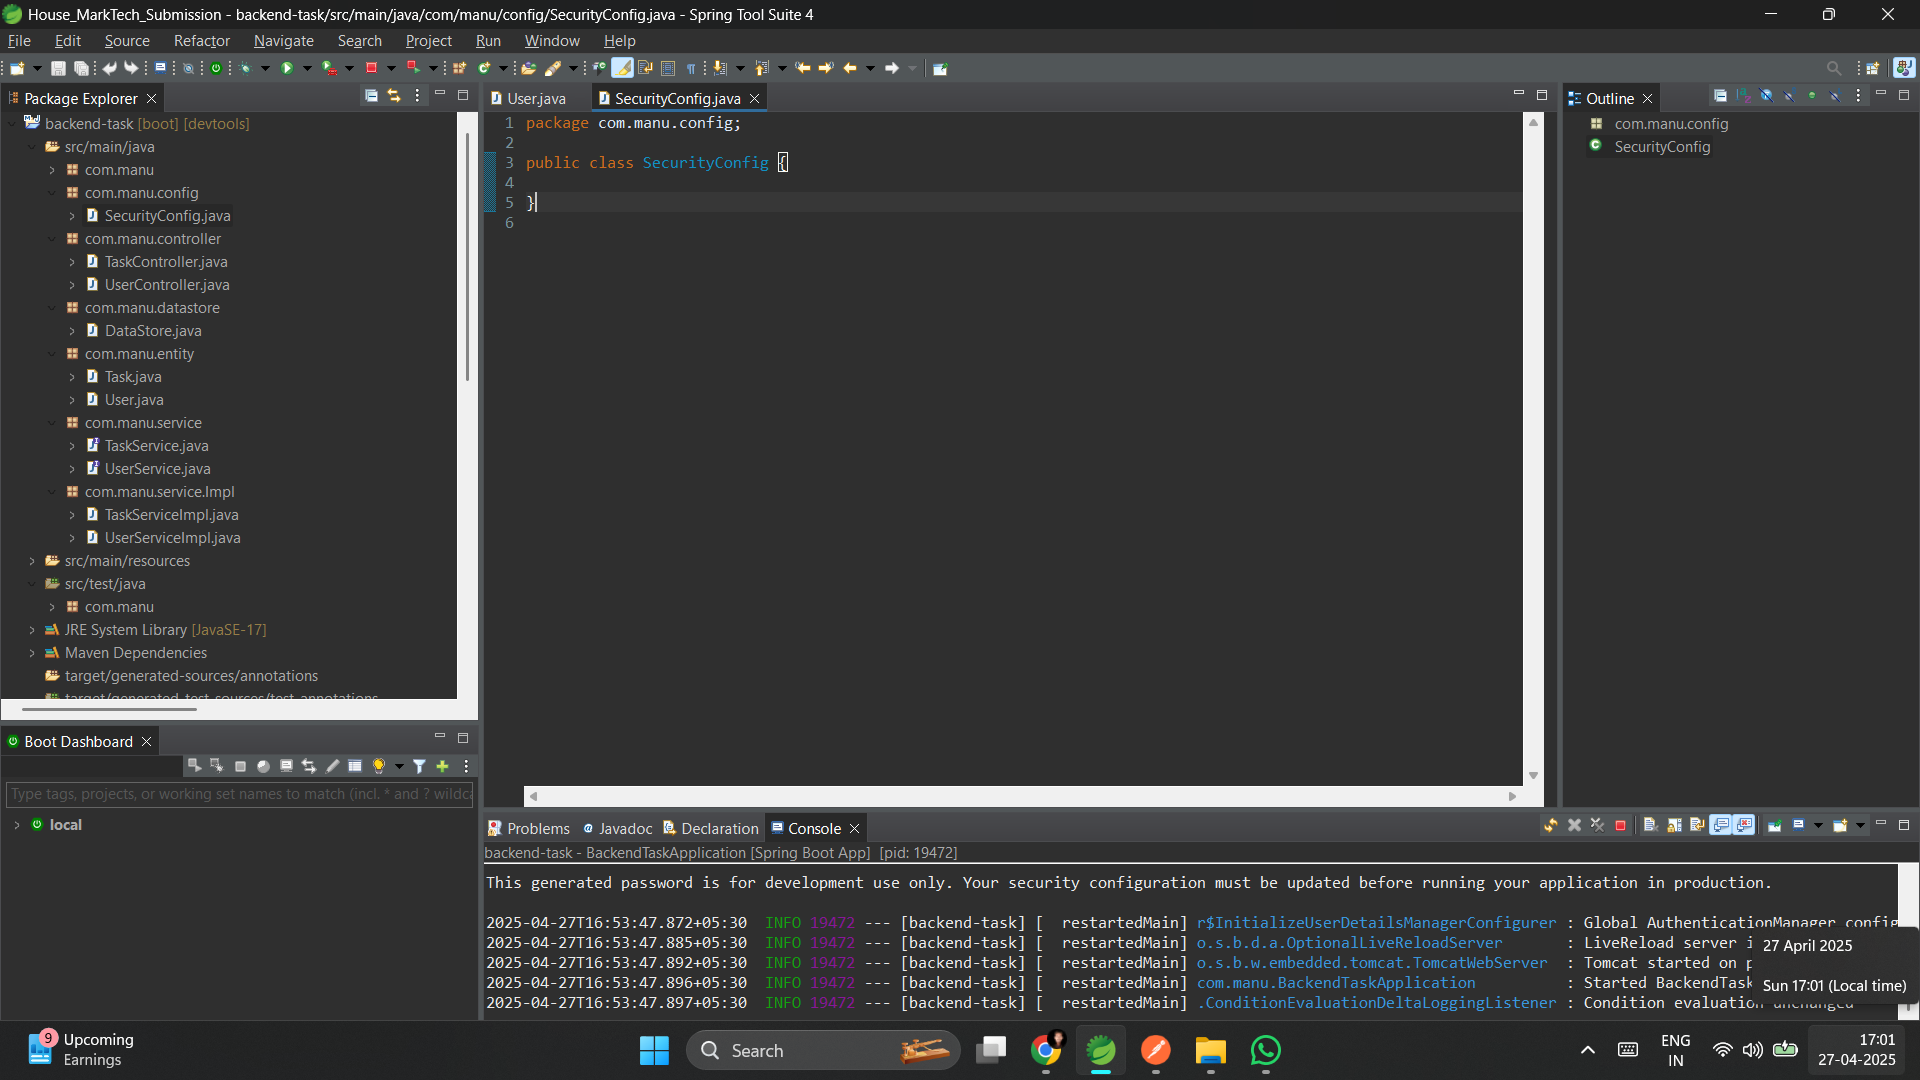 House_MarkTech_Submission - backend-task/src/main/java/com/manu/config/SecurityConfig.java - Spring Tool Suite 4
File Edit Source Refactor Navigate Search Project Run Window Help
Package Explorer
backend-task [boot] [devtools]
src/main/java
com.manu
com.manu.config
SecurityConfig.java
com.manu.controller
TaskController.java
UserController.java
com.manu.datastore
DataStore.java
com.manu.entity
Task.java
User.java
com.manu.service
TaskService.java
UserService.java
com.manu.service.Impl
TaskServiceImpl.java
UserServiceImpl.java
src/main/resources
src/test/java
com.manu
JRE System Library [JavaSE-17]
Maven Dependencies
target/generated-sources/annotations
target/generated-test-sources/test-annotations
Boot Dashboard
Type tags, projects, or working set names to match (incl. * and ? wildca
local
User.java SecurityConfig.java
1 package com.manu.config;
2
3 public class SecurityConfig {
4
5 }
6
Outline
com.manu.config
SecurityConfig
Problems Javadoc Declaration Console
backend-task - BackendTaskApplication [Spring Boot App] [pid: 19472]
This generated password is for development use only. Your security configuration must be updated before running your application in production.
2025-04-27T16:53:47.872+05:30 INFO 19472 --- [backend-task] [ restartedMain] r$InitializeUserDetailsManagerConfigurer : Global AuthenticationManager config
2025-04-27T16:53:47.885+05:30 INFO 19472 --- [backend-task] [ restartedMain] o.s.b.d.a.OptionalLiveReloadServer : LiveReload server i
2025-04-27T16:53:47.892+05:30 INFO 19472 --- [backend-task] [ restartedMain] o.s.b.w.embedded.tomcat.TomcatWebServer : Tomcat started on p
2025-04-27T16:53:47.896+05:30 INFO 19472 --- [backend-task] [ restartedMain] com.manu.BackendTaskApplication : Started BackendTask
2025-04-27T16:53:47.897+05:30 INFO 19472 --- [backend-task] [ restartedMain] .ConditionEvaluationDeltaLoggingListener : Condition evaluation unchanged
27 April 2025
Sun 17:01 (Local time)
9
Upcoming
Earnings
Search
ENG
IN
17:01
27-04-2025